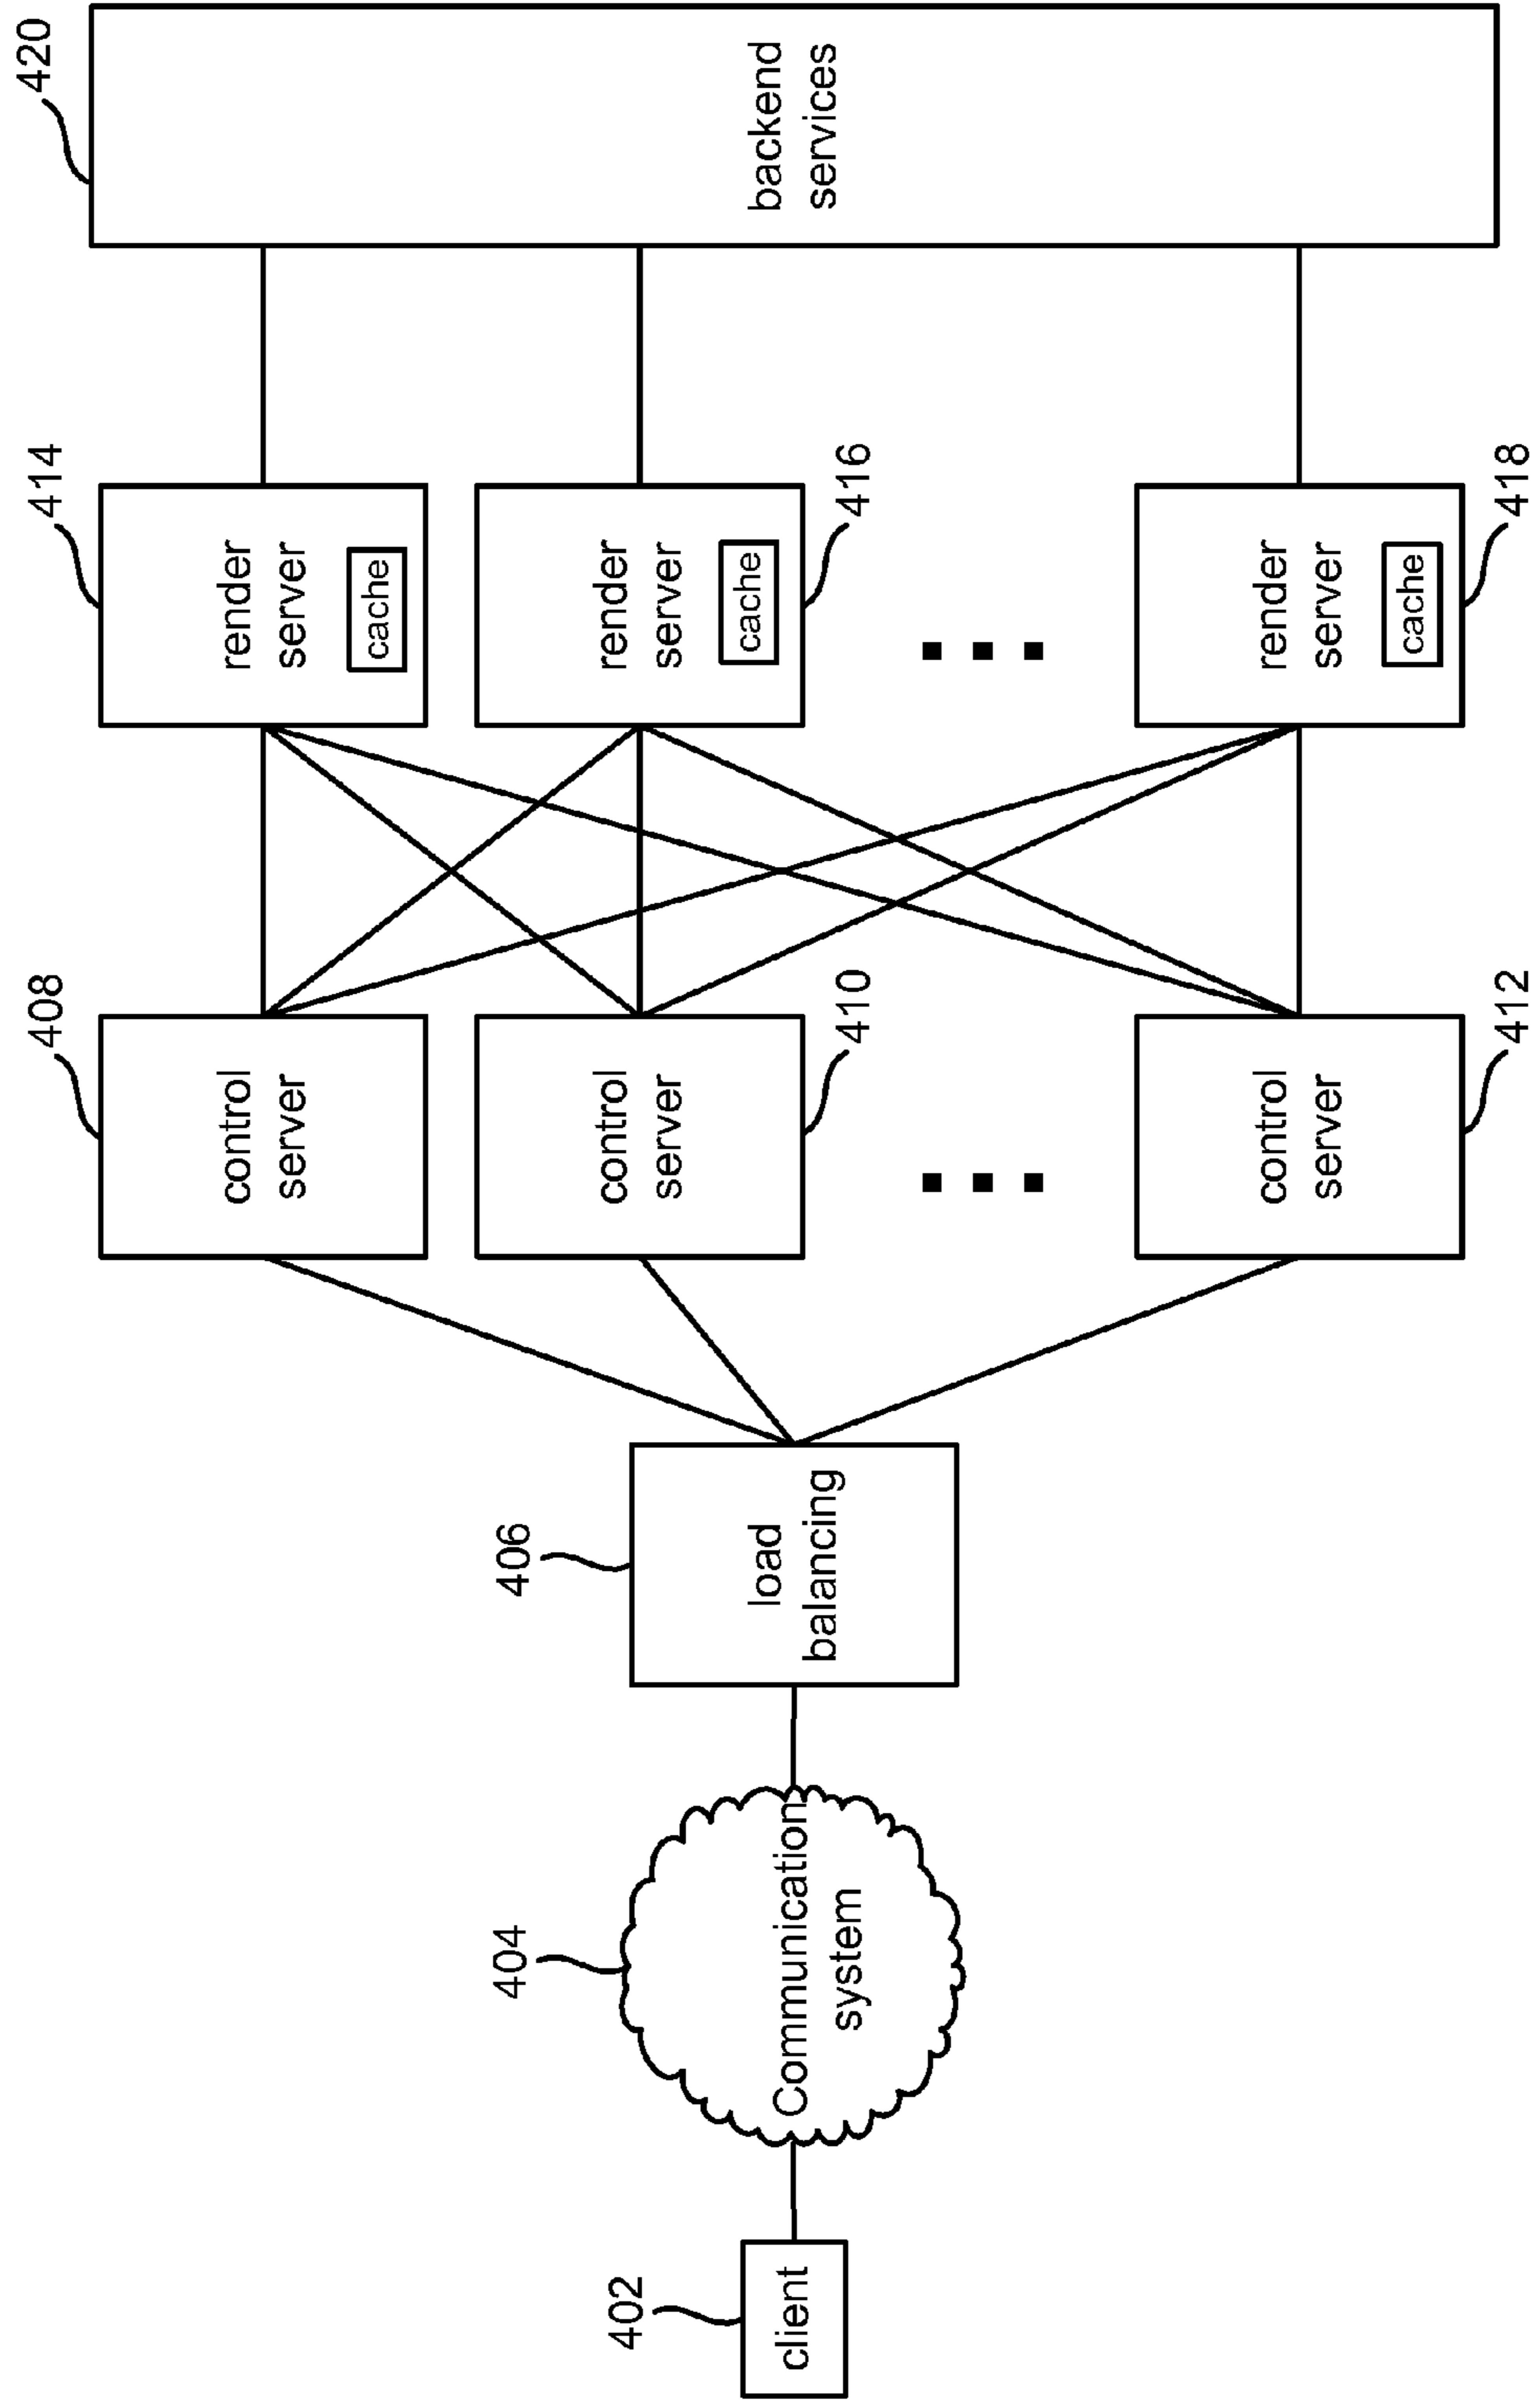 402
client
404
Communication
system
406
load
balancing
408
control
server
410
control
server
412
control
server
414
render
server
cache
416
render
server
cache
418
render
server
cache
420
backend
services